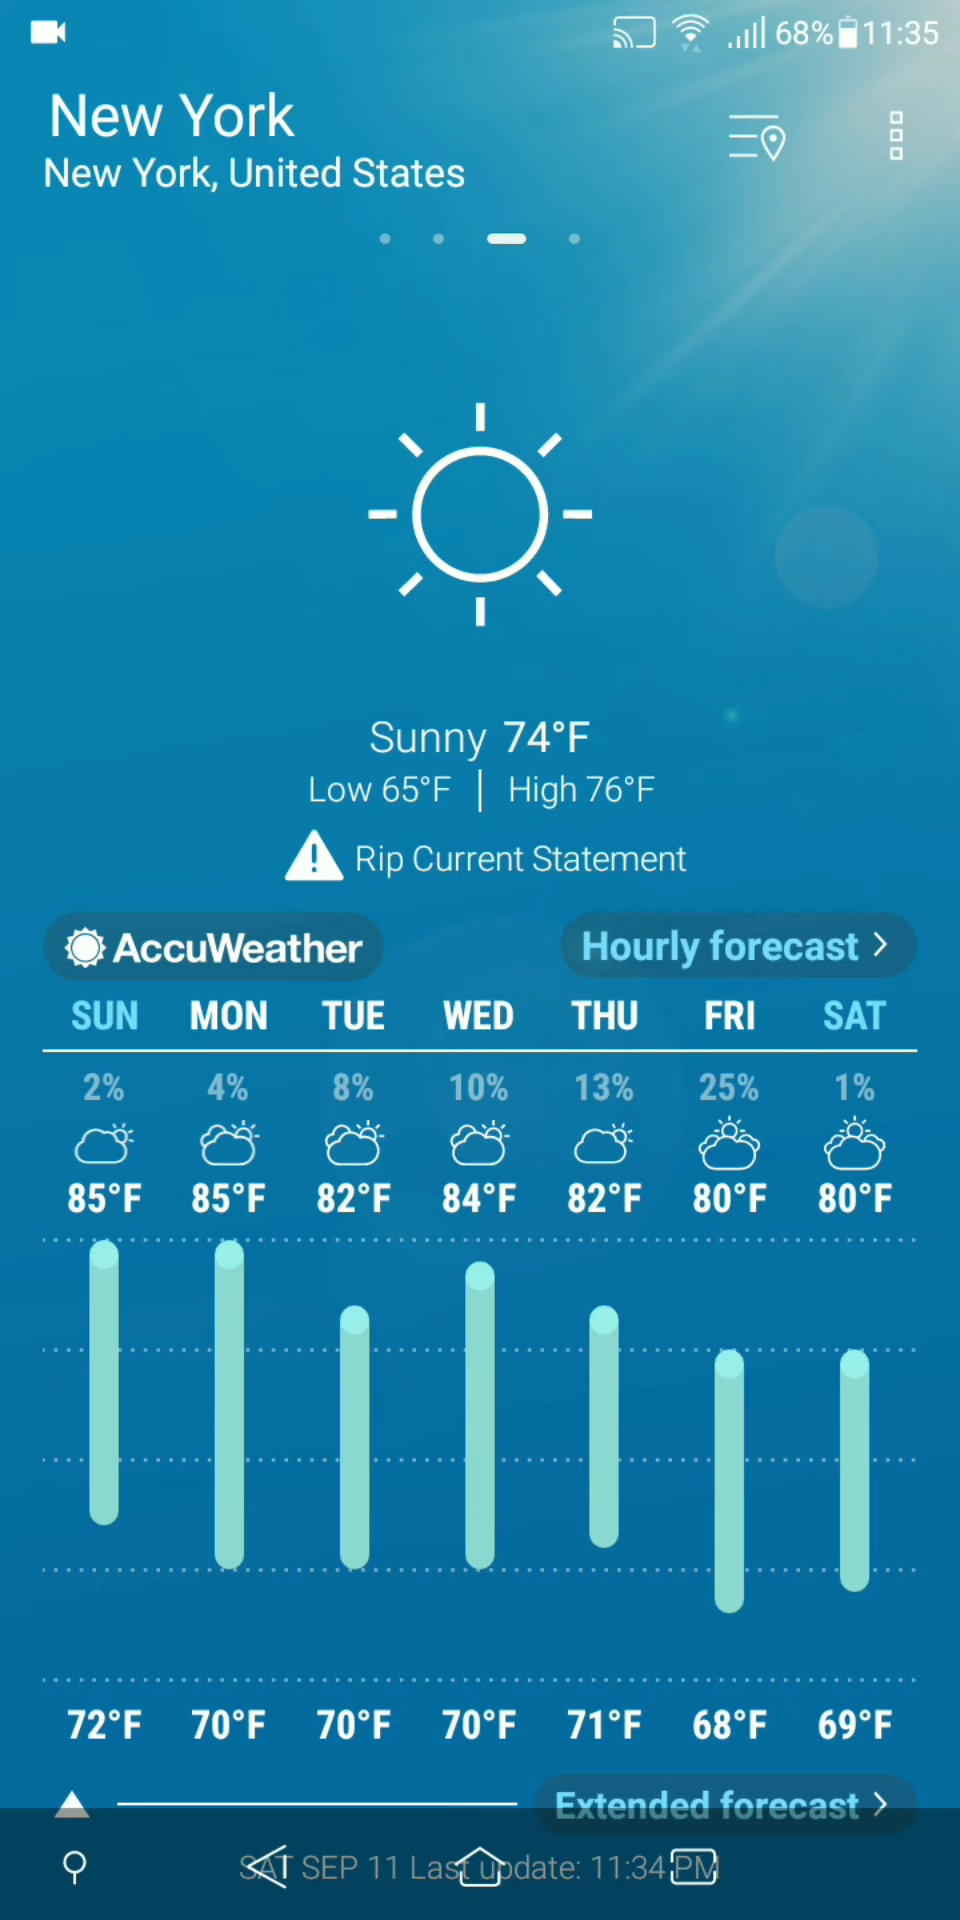 68% 11:35
New York
New York, United States
Sunny 74°F
Low 65°F | High 76°F
Rip Current Statement
AccuWeather Hourly forecast >
SUN MON TUE WED THU FRI SAT
2% 4% 8% 10% 13% 25% 1%
85°F 85°F 82°F 84°F 82°F 80°F 80°F
72°F 70°F 70°F 70°F 71°F 68°F 69°F
Extended forecast >
SAT SEP 11 Last update: 11:34 PM